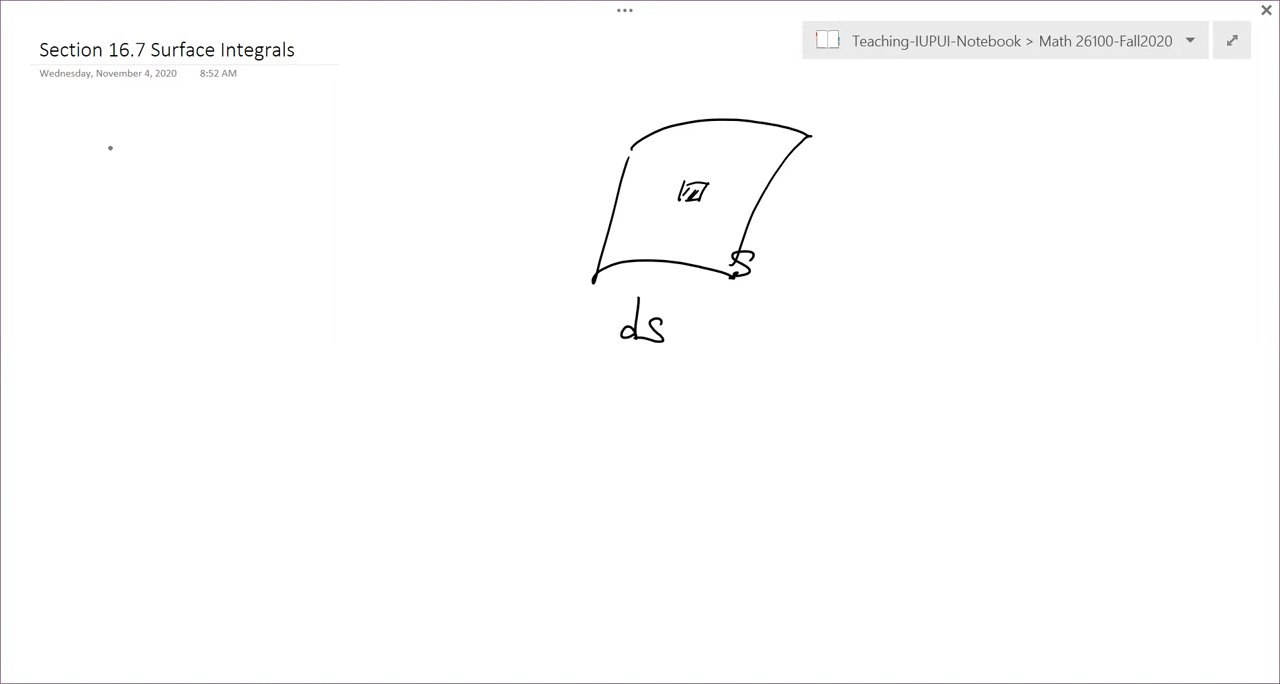 Section 16.7 Surface Integrals
Teaching-IUPUI-Notebook > Math 26100-Fall2020
Wednesday, November 4, 2020 8:52 AM
S
ds